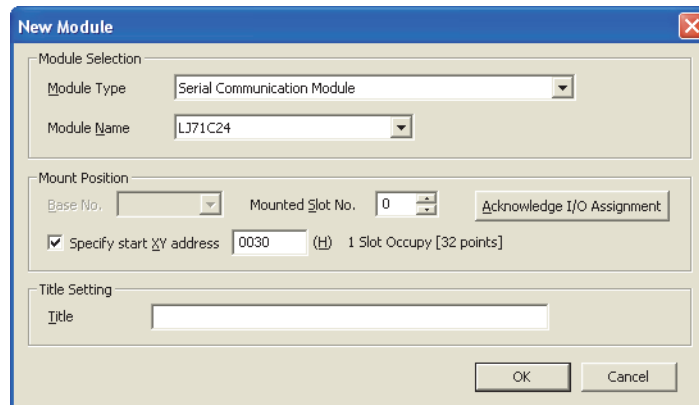 New Module
Module Selection
Module Type Serial Communication Module
Module Name LJ71C24
Mount Position
Base No. Mounted Slot No. 0 Acknowledge I/O Assignment
Specify start XY address 0030 (H) 1 Slot Occupy [32 points]
Title Setting
Title
OK Cancel